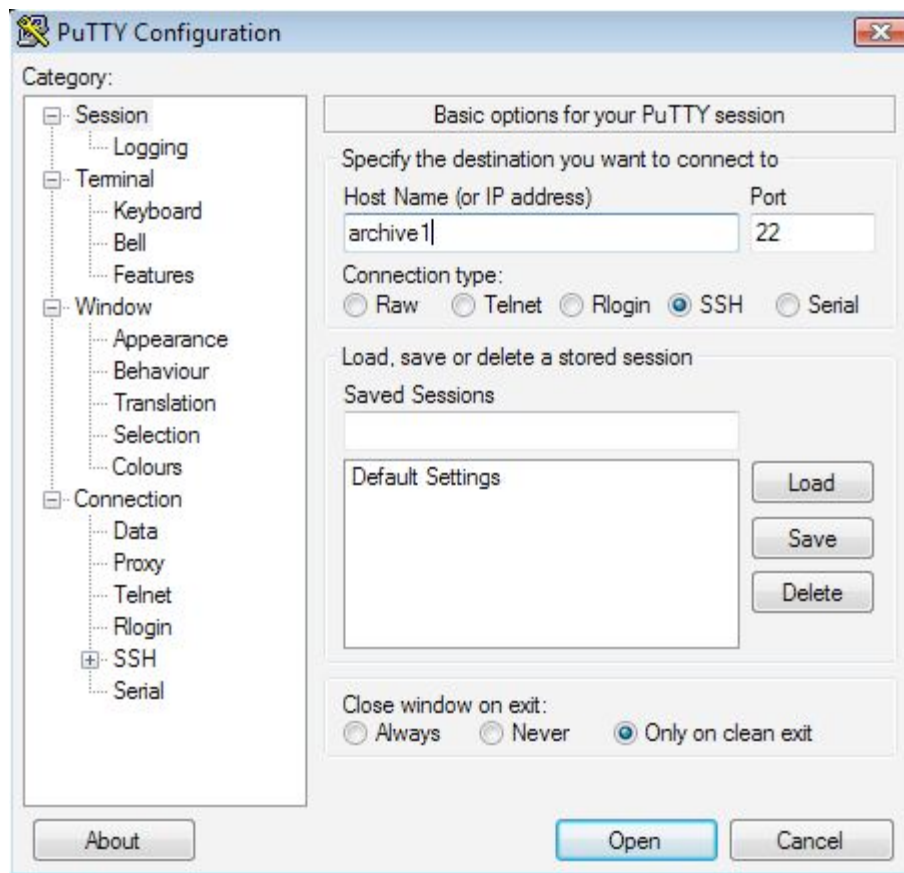 PuTTY Configuration
Category:
Session
Logging
Terminal
Keyboard
Bell
Features
Window
Appearance
Behaviour
Translation
Selection
Colours
Connection
Data
Proxy
Telnet
Rlogin
SSH
Serial
Basic options for your PuTTY session
Specify the destination you want to connect to
Host Name (or IP address) Port
archive1 22
Connection type:
Raw Telnet Rlogin SSH Serial
Load, save or delete a stored session
Saved Sessions
Default Settings
Load
Save
Delete
Close window on exit:
Always Never Only on clean exit
About Open Cancel